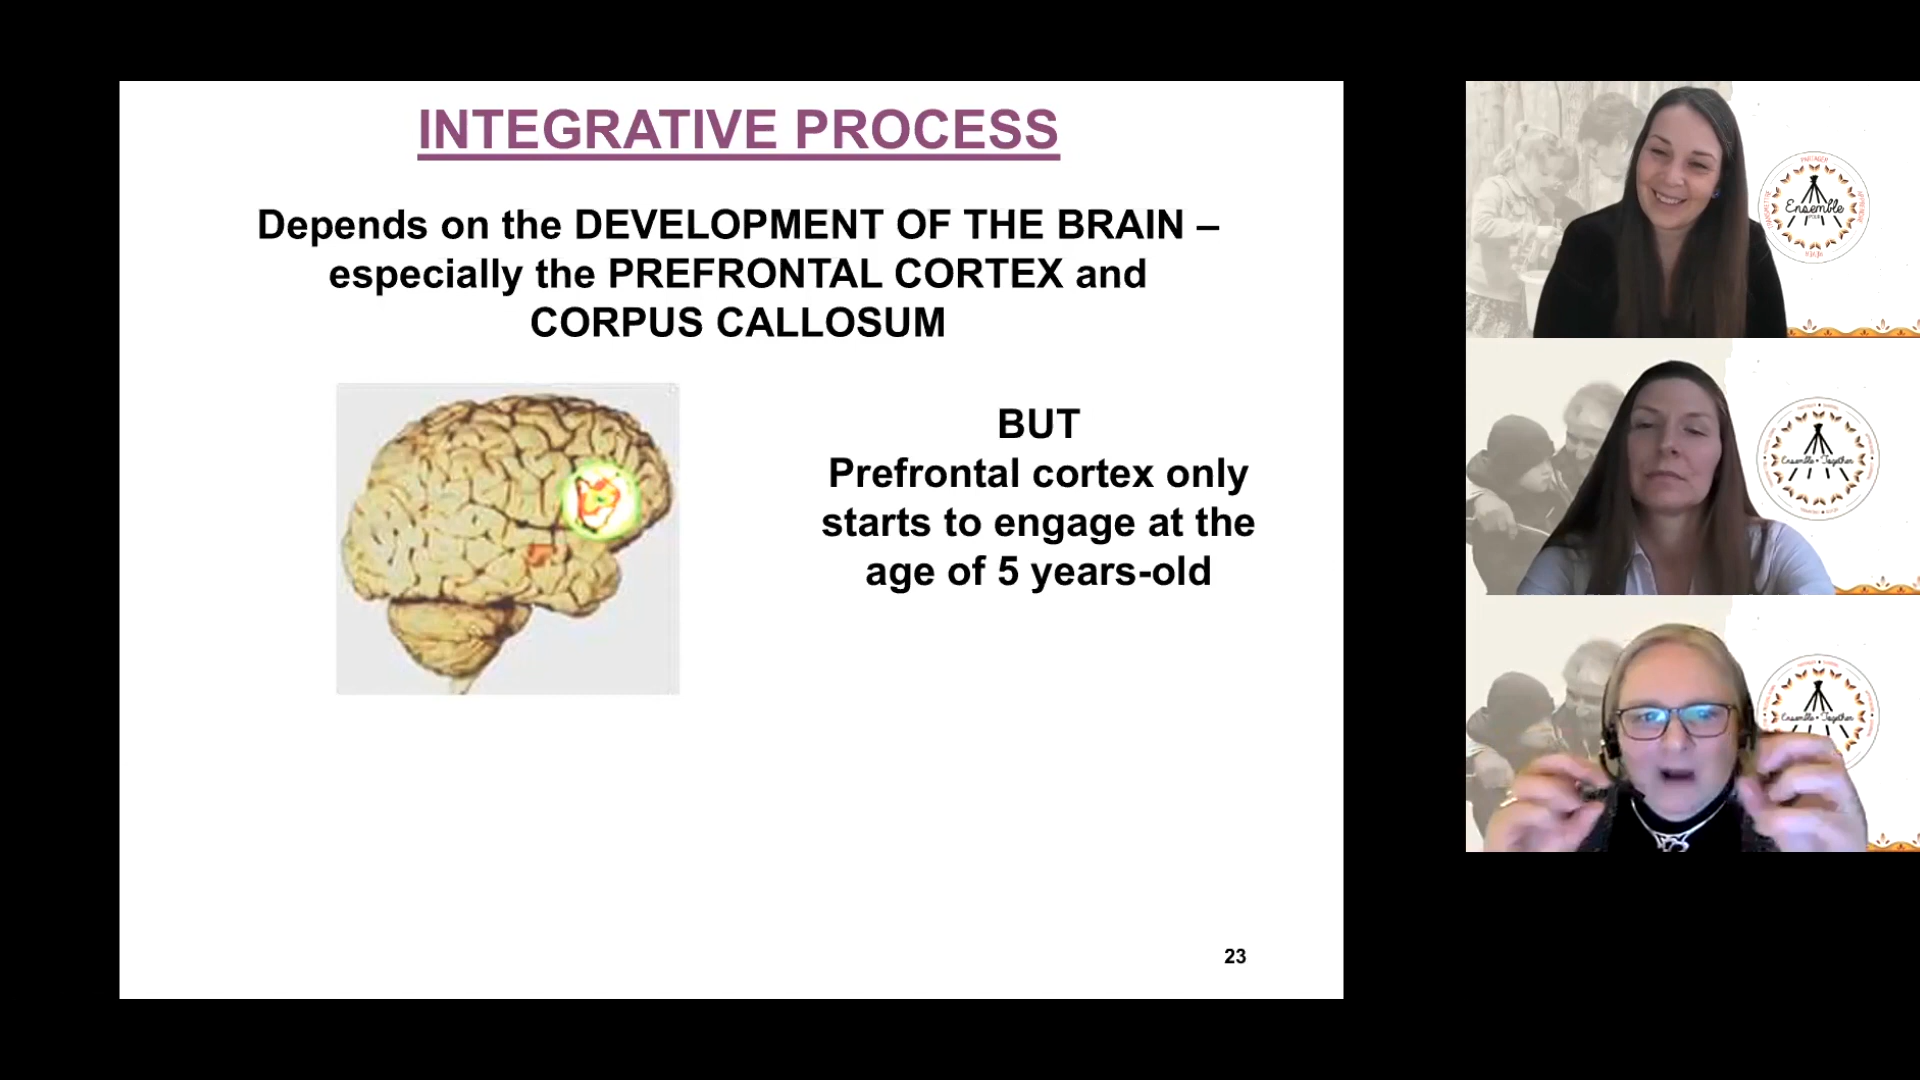 INTEGRATIVE PROCESS
Depends on the DEVELOPMENT OF THE BRAIN –
especially the PREFRONTAL CORTEX and
CORPUS CALLOSUM
BUT
Prefrontal cortex only
starts to engage at the
age of 5 years-old
23
PARTAGER
Ensemble
Ensemble • Together
Ensemble • Together